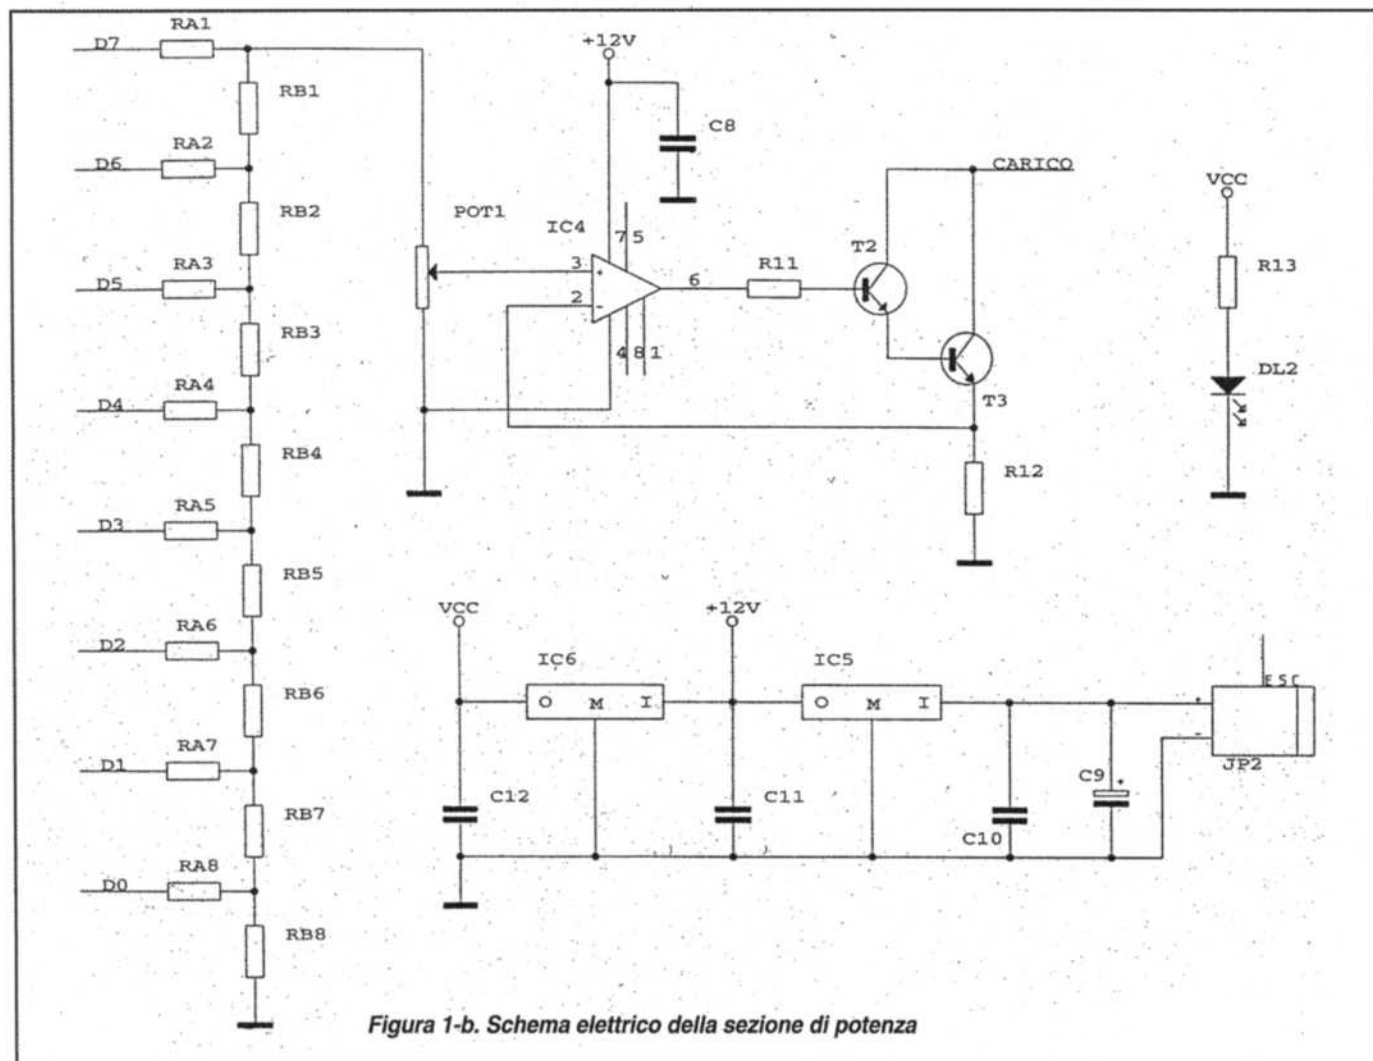 RA1
D7
RB1
RA2
D6
RB2
RA3
D5
RB3
RA4
D4
RB4
RA5
D3
RB5
RA6
D2
RB6
RA7
D1
RB7
RA8
D0
RB8
+12V
C8
POT1
IC4
7 5
3
+
2
-
6
4 8 1
R11
T2
CARICO
T3
R12
VCC
R13
DL2
VCC
IC6
O M I
C12
+12V
IC5
O M I
C11
C10
C9
+
+
-
ESC
JP2
Figura 1-b. Schema elettrico della sezione di potenza